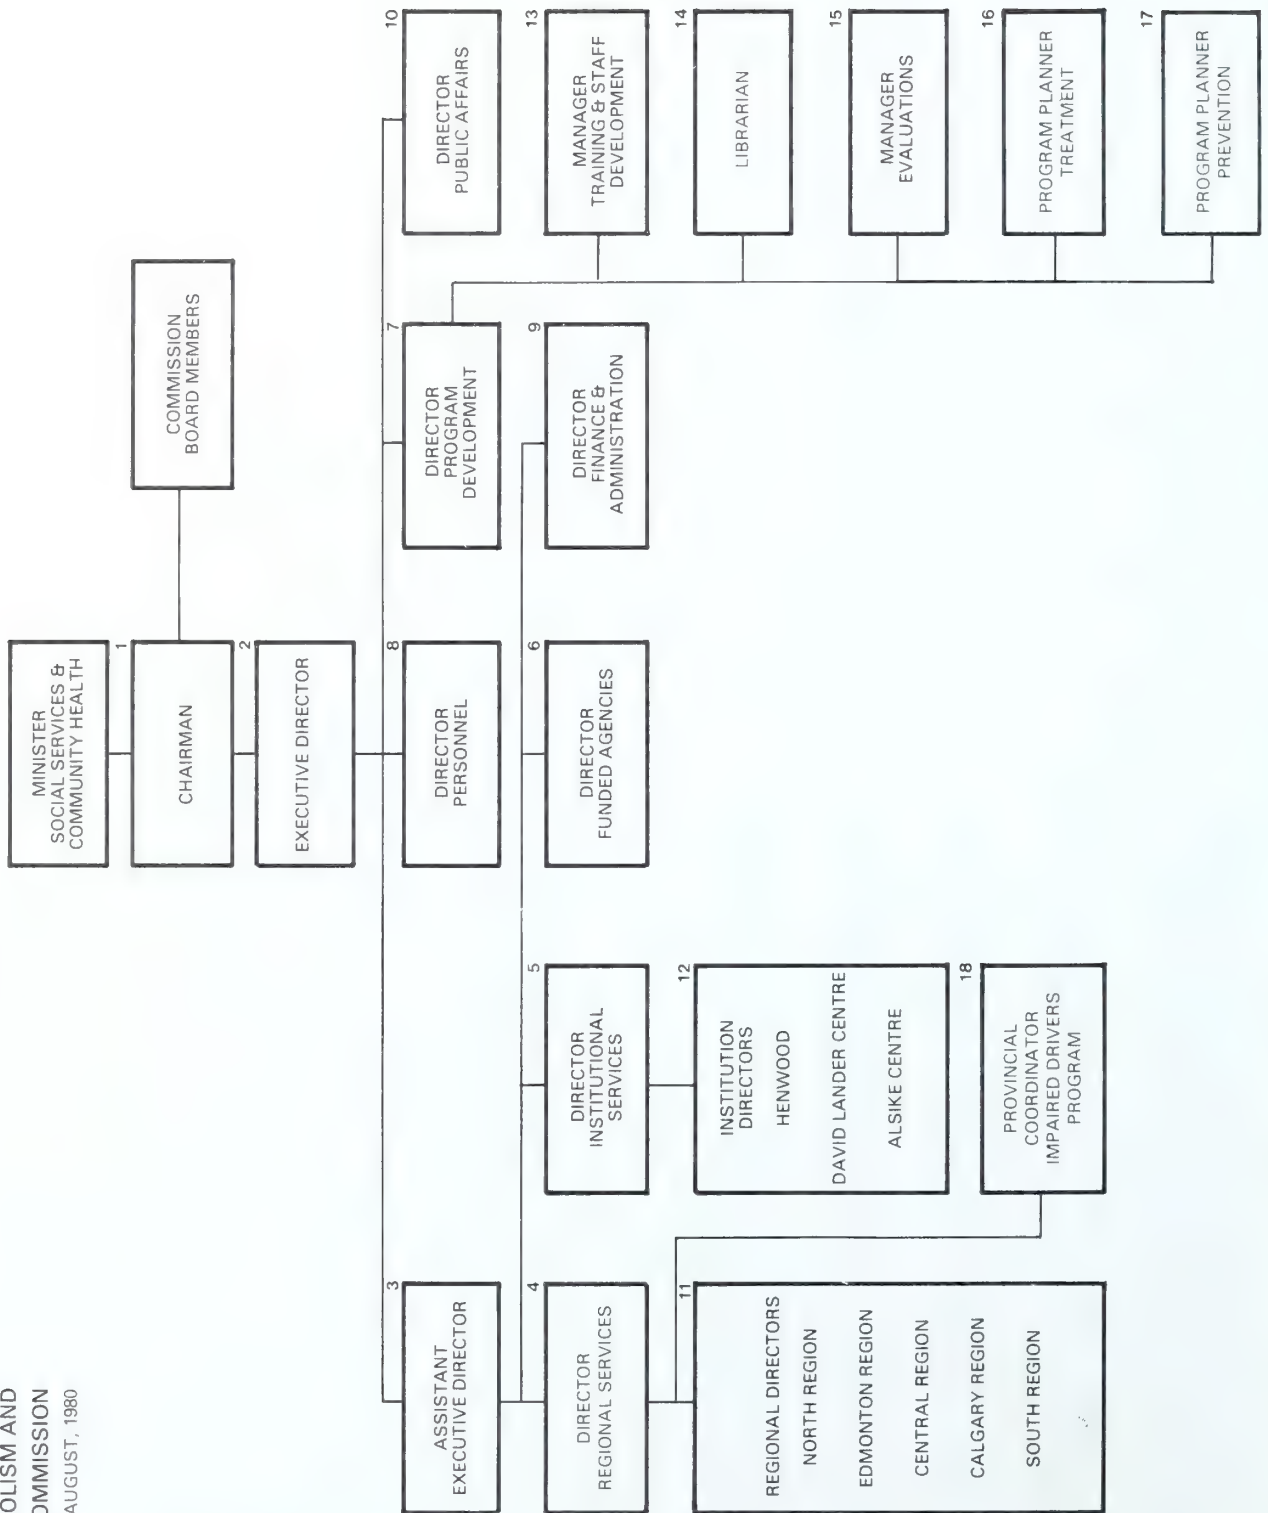 OLISM AND
OMMISSION
AUGUST, 1980
MINISTER
SOCIAL SERVICES &
COMMUNITY HEALTH
1
CHAIRMAN
COMMISSION
BOARD MEMBERS
2
EXECUTIVE DIRECTOR
3
ASSISTANT
EXECUTIVE DIRECTOR
8
DIRECTOR
PERSONNEL
7
DIRECTOR
PROGRAM
DEVELOPMENT
10
DIRECTOR
PUBLIC AFFAIRS
4
DIRECTOR
REGIONAL SERVICES
5
DIRECTOR
INSTITUTIONAL
SERVICES
6
DIRECTOR
FUNDED AGENCIES
9
DIRECTOR
FINANCE &
ADMINISTRATION
13
MANAGER
TRAINING & STAFF
DEVELOPMENT
11
REGIONAL DIRECTORS
NORTH REGION
EDMONTON REGION
CENTRAL REGION
CALGARY REGION
SOUTH REGION
12
INSTITUTION
DIRECTORS
HENWOOD
DAVID LANDER CENTRE
ALSIKE CENTRE
14
LIBRARIAN
15
MANAGER
EVALUATIONS
18
PROVINCIAL
COORDINATOR
IMPAIRED DRIVERS
PROGRAM
16
PROGRAM PLANNER
TREATMENT
17
PROGRAM PLANNER
PREVENTION